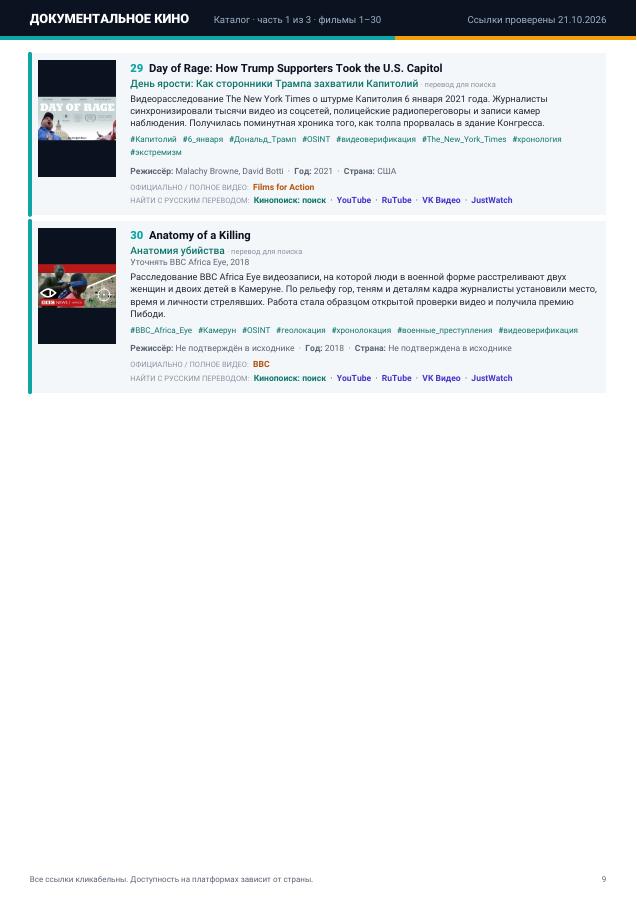 ДОКУМЕНТАЛЬНОЕ КИНО Каталог · часть 1 из 3 · фильмы 1–30 Ссылки проверены 21.10.2026
DAY OF RAGE
29 Day of Rage: How Trump Supporters Took the U.S. Capitol
День ярости: Как сторонники Трампа захватили Капитолий · перевод для поиска
Видеорасследование The New York Times о штурме Капитолия 6 января 2021 года. Журналисты
синхронизировали тысячи видео из соцсетей, полицейские радиопереговоры и записи камер
наблюдения. Получилась поминутная хроника того, как толпа прорвалась в здание Конгресса.
#Капитолий #6_января #Дональд_Трамп #OSINT #видеоверификация #The_New_York_Times #хронология
#экстремизм
Режиссёр: Malachy Browne, David Botti · Год: 2021 · Страна: США
ОФИЦИАЛЬНО / ПОЛНОЕ ВИДЕО: Films for Action
НАЙТИ С РУССКИМ ПЕРЕВОДОМ: Кинопоиск: поиск · YouTube · RuTube · VK Видео · JustWatch
BBC NEWS
30 Anatomy of a Killing
Анатомия убийства · перевод для поиска
Уточнять BBC Africa Eye, 2018
Расследование BBC Africa Eye видеозаписи, на которой люди в военной форме расстреливают двух
женщин и двоих детей в Камеруне. По рельефу гор, теням и деталям кадра журналисты установили место,
время и личности стрелявших. Работа стала образцом открытой проверки видео и получила премию
Пибоди.
#BBC_Africa_Eye #Камерун #OSINT #геолокация #хронолокация #военные_преступления #видеоверификация
Режиссёр: Не подтверждён в исходнике · Год: 2018 · Страна: Не подтверждена в исходнике
ОФИЦИАЛЬНО / ПОЛНОЕ ВИДЕО: BBC
НАЙТИ С РУССКИМ ПЕРЕВОДОМ: Кинопоиск: поиск · YouTube · RuTube · VK Видео · JustWatch
Все ссылки кликабельны. Доступность на платформах зависит от страны. 9